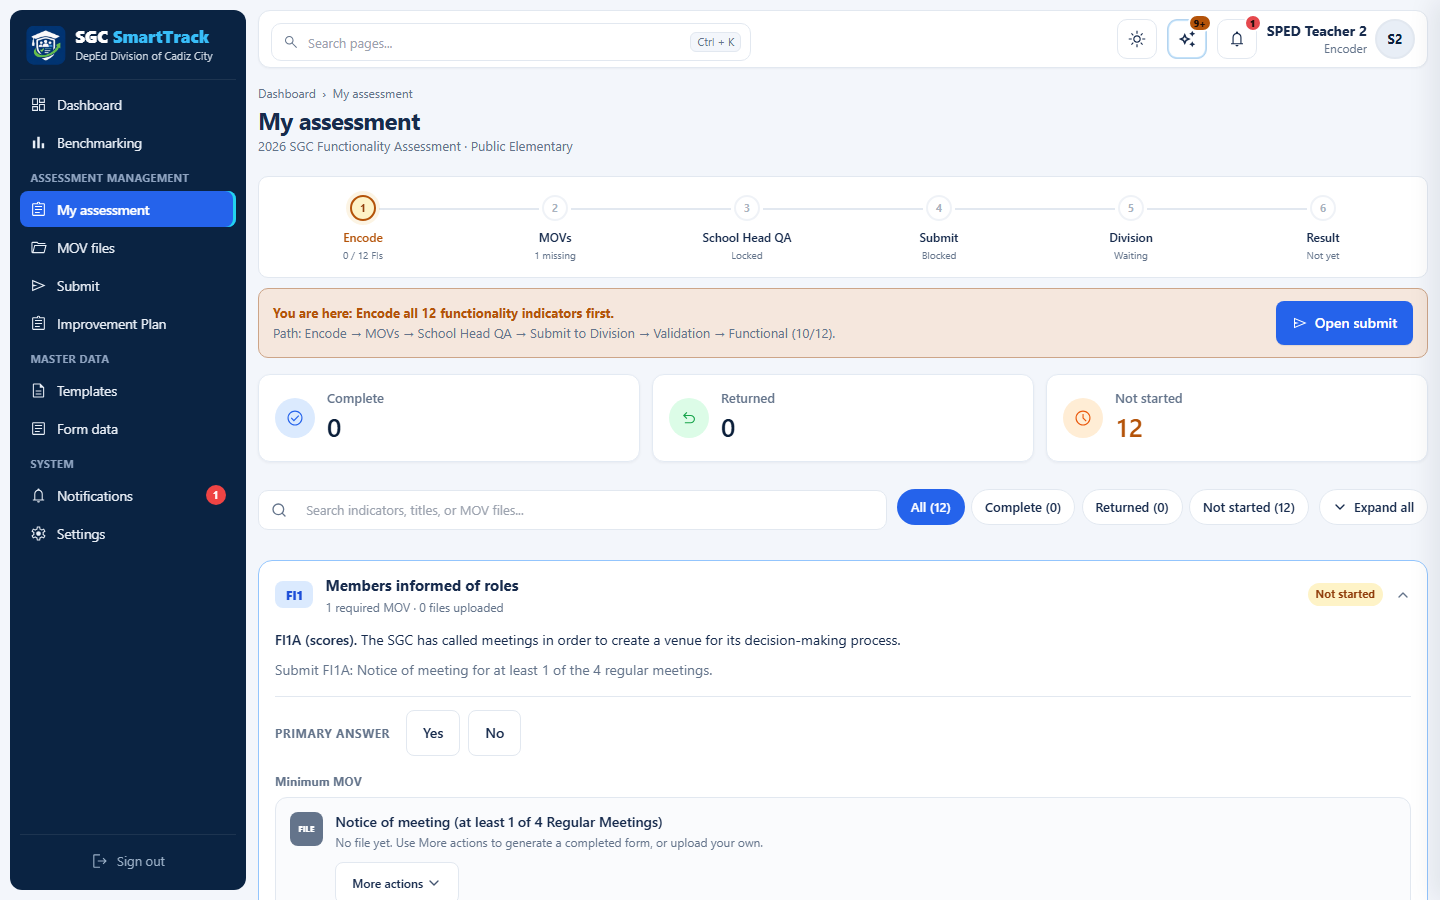 SGC SmartTrack
DepEd Division of Cadiz City
Dashboard
Benchmarking
ASSESSMENT MANAGEMENT
My assessment
MOV files
Submit
Improvement Plan
MASTER DATA
Templates
Form data
SYSTEM
Notifications 1
Settings
Sign out
Search pages... Ctrl + K
9+
1
SPED Teacher 2
Encoder
S2
Dashboard › My assessment
My assessment
2026 SGC Functionality Assessment · Public Elementary
1 2 3 4 5 6
Encode MOVs School Head QA Submit Division Result
0 / 12 FIs 1 missing Locked Blocked Waiting Not yet
You are here: Encode all 12 functionality indicators first.
Path: Encode → MOVs → School Head QA → Submit to Division → Validation → Functional (10/12).
Open submit
Complete
0
Returned
0
Not started
12
Search indicators, titles, or MOV files...
All (12) Complete (0) Returned (0) Not started (12) Expand all
FI1
Members informed of roles
1 required MOV · 0 files uploaded
Not started
FI1A (scores). The SGC has called meetings in order to create a venue for its decision-making process.
Submit FI1A: Notice of meeting for at least 1 of the 4 regular meetings.
PRIMARY ANSWER Yes No
Minimum MOV
FILE
Notice of meeting (at least 1 of 4 Regular Meetings)
No file yet. Use More actions to generate a completed form, or upload your own.
More actions